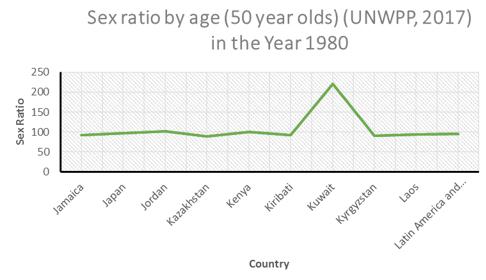 Sex ratio by age (50 year olds) (UNWPP, 2017)
in the Year 1980
Sex Ratio
250
200
150
100
50
0
Jamaica
Japan
Jordan
Kazakhstan
Kenya
Kiribati
Kuwait
Kyrgyzstan
Laos
Latin America and...
Country